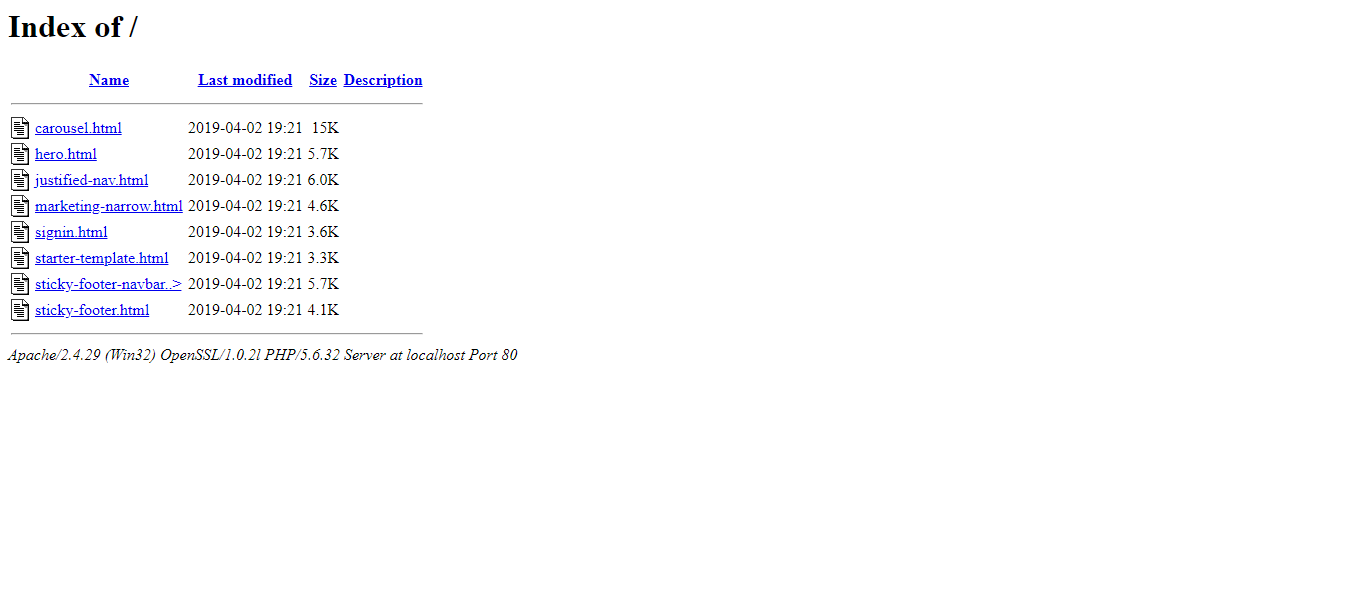 Index of /
Name Last modified Size Description
carousel.html 2019-04-02 19:21 15K
hero.html 2019-04-02 19:21 5.7K
justified-nav.html 2019-04-02 19:21 6.0K
marketing-narrow.html 2019-04-02 19:21 4.6K
signin.html 2019-04-02 19:21 3.6K
starter-template.html 2019-04-02 19:21 3.3K
sticky-footer-navbar..> 2019-04-02 19:21 5.7K
sticky-footer.html 2019-04-02 19:21 4.1K
Apache/2.4.29 (Win32) OpenSSL/1.0.2l PHP/5.6.32 Server at localhost Port 80